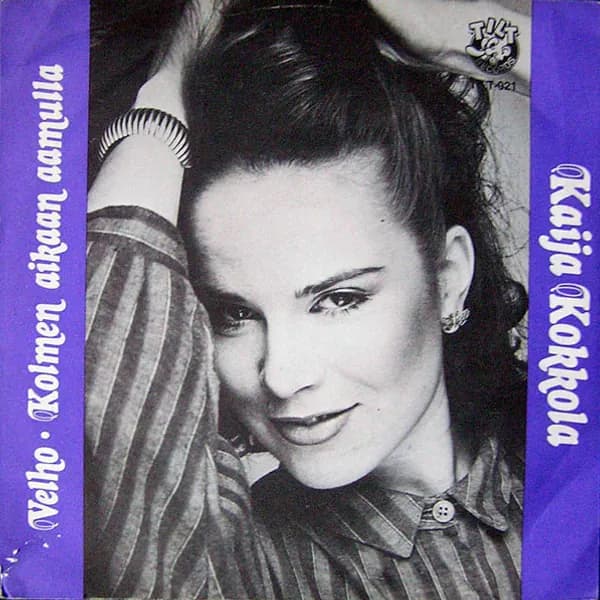 Velho · Kolmen aikaan aamulla
TILT
T-021
Kaija Kokkola